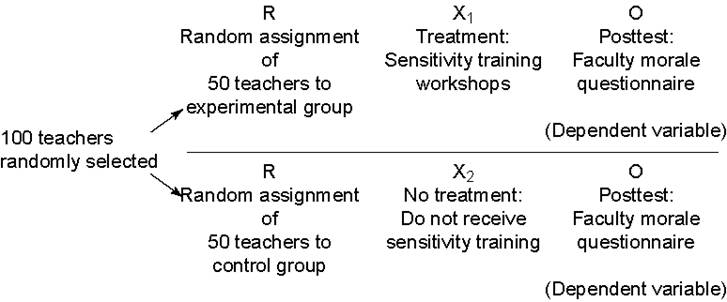 R
Random assignment
of
50 teachers to
experimental group
X1
Treatment:
Sensitivity training
workshops
O
Posttest:
Faculty morale
questionnaire
(Dependent variable)
100 teachers
randomly selected
R
Random assignment
of
50 teachers to
control group
X2
No treatment:
Do not receive
sensitivity training
O
Posttest:
Faculty morale
questionnaire
(Dependent variable)